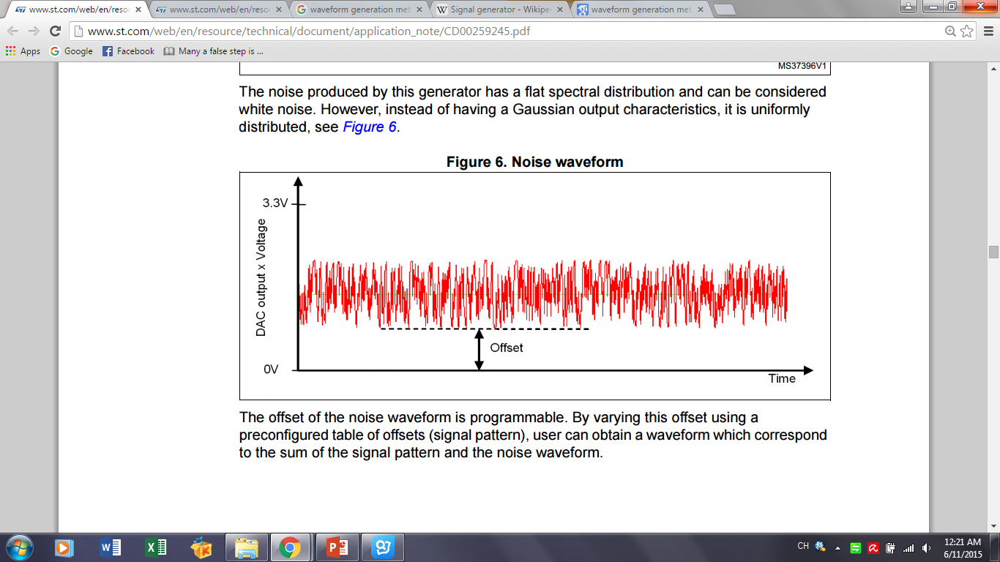 www.st.com/web/en/reso
www.st.com/web/en/reso
waveform generation met
Signal generator - Wikipe
waveform generation met
www.st.com/web/en/resource/technical/document/application_note/CD00259245.pdf
Apps
Google
Facebook
Many a false step is ...
MS37396V1
The noise produced by this generator has a flat spectral distribution and can be considered
white noise. However, instead of having a Gaussian output characteristics, it is uniformly
distributed, see Figure 6.
Figure 6. Noise waveform
3.3V
DAC output x Voltage
Offset
0V
Time
The offset of the noise waveform is programmable. By varying this offset using a
preconfigured table of offsets (signal pattern), user can obtain a waveform which correspond
to the sum of the signal pattern and the noise waveform.
CH
12:21 AM
6/11/2015